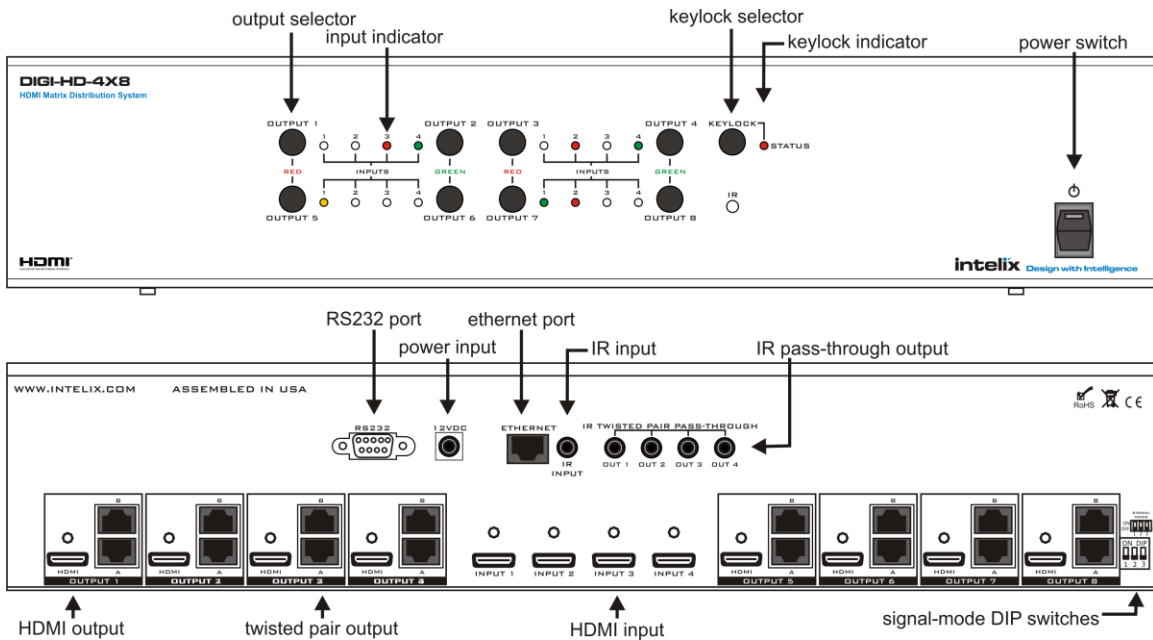 output selector
input indicator
keylock selector
keylock indicator
power switch
DIGI-HD-4X8
HDMI Matrix Distribution System
OUTPUT 1
OUTPUT 2
OUTPUT 3
OUTPUT 4
KEYLOCK
1 2 3 4
1 2 3 4
STATUS
RED
INPUTS
GREEN
RED
INPUTS
GREEN
1 2 3 4
1 2 3 4
IR
OUTPUT 5
OUTPUT 6
OUTPUT 7
OUTPUT 8
HDMI
intelix Design with Intelligence
RS232 port
ethernet port
power input
IR input
IR pass-through output
WWW.INTELIX.COM
ASSEMBLED IN USA
RoHS
CE
RS232
12VDC
ETHERNET
IR TWISTED PAIR PASS-THROUGH
IR
INPUT
OUT 1
OUT 2
OUT 3
OUT 4
B
B
B
B
B
B
B
B
SIGNAL
MODE
ON
OFF
1 2 3
ON DIP
1 2 3
HDMI
A
HDMI
A
HDMI
A
HDMI
A
INPUT 1
INPUT 2
INPUT 3
INPUT 4
HDMI
A
HDMI
A
HDMI
A
HDMI
A
OUTPUT 1
OUTPUT 2
OUTPUT 3
OUTPUT 4
OUTPUT 5
OUTPUT 6
OUTPUT 7
OUTPUT 8
HDMI output
twisted pair output
HDMI input
signal-mode DIP switches